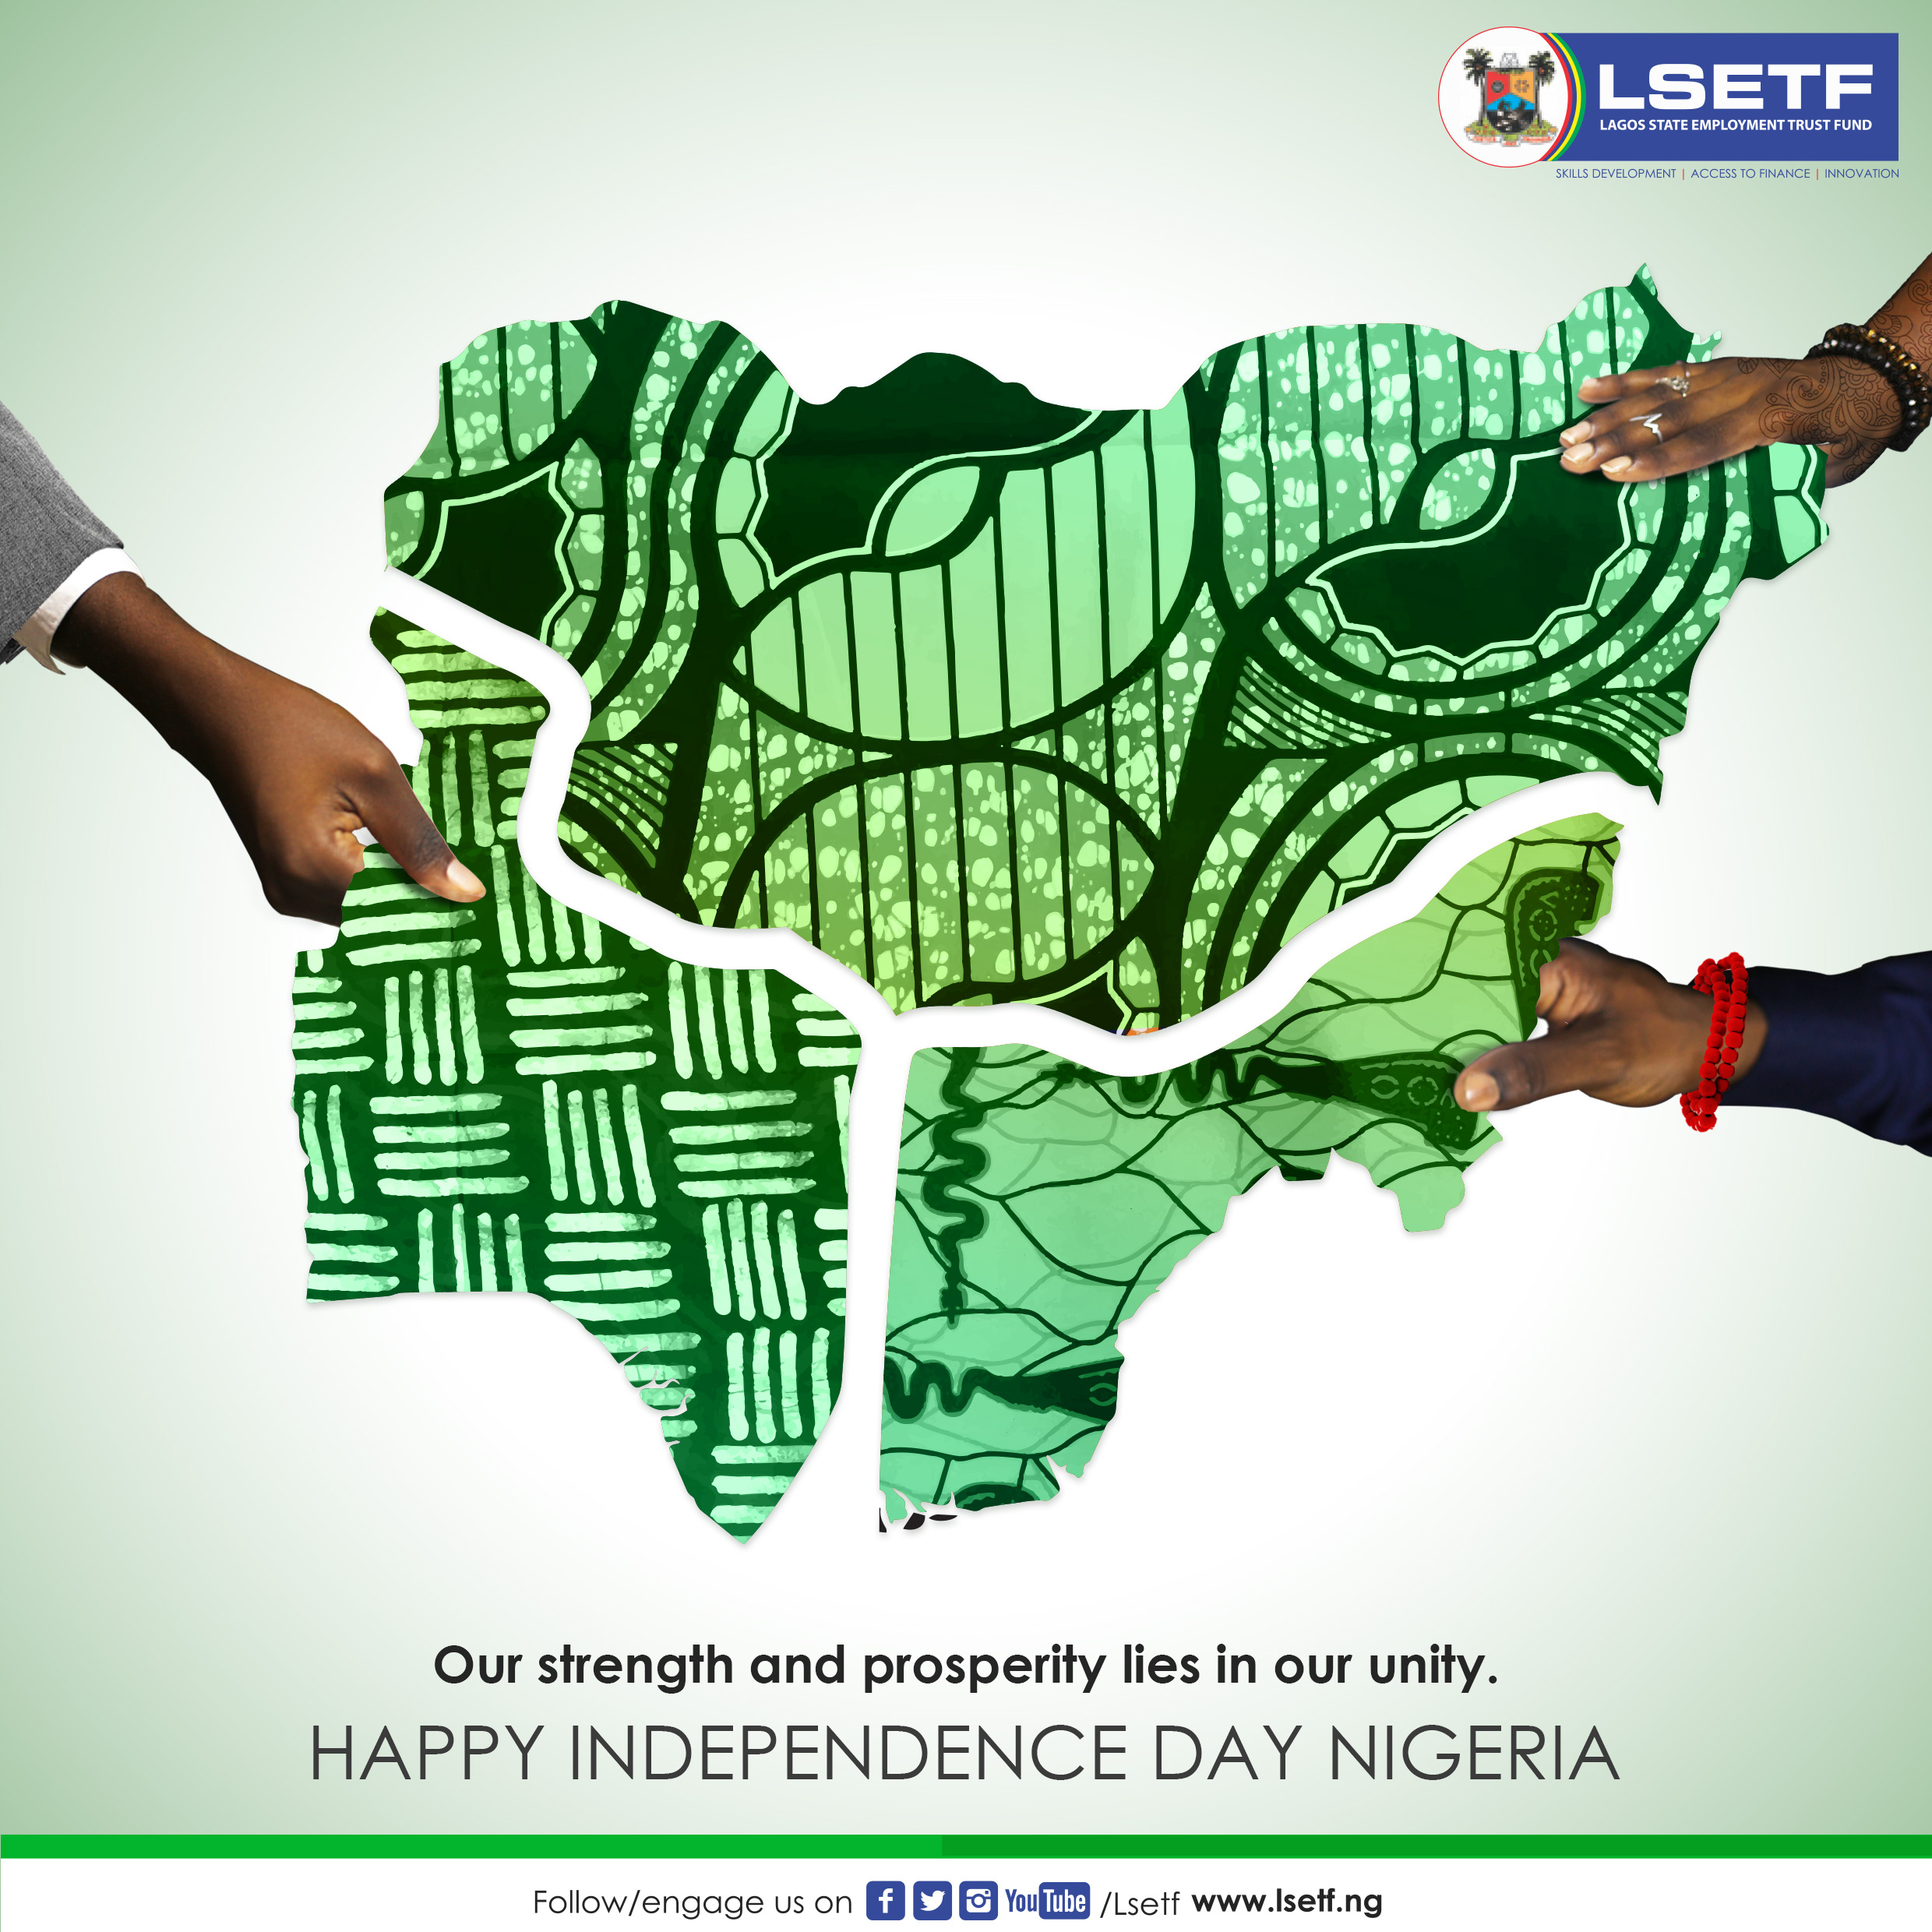 LSETF
LAGOS STATE EMPLOYMENT TRUST FUND
SKILLS DEVELOPMENT | ACCESS TO FINANCE | INNOVATION
Our strength and prosperity lies in our unity.
HAPPY INDEPENDENCE DAY NIGERIA
Follow/engage us on f YouTube /Lsetf www.lsetf.ng